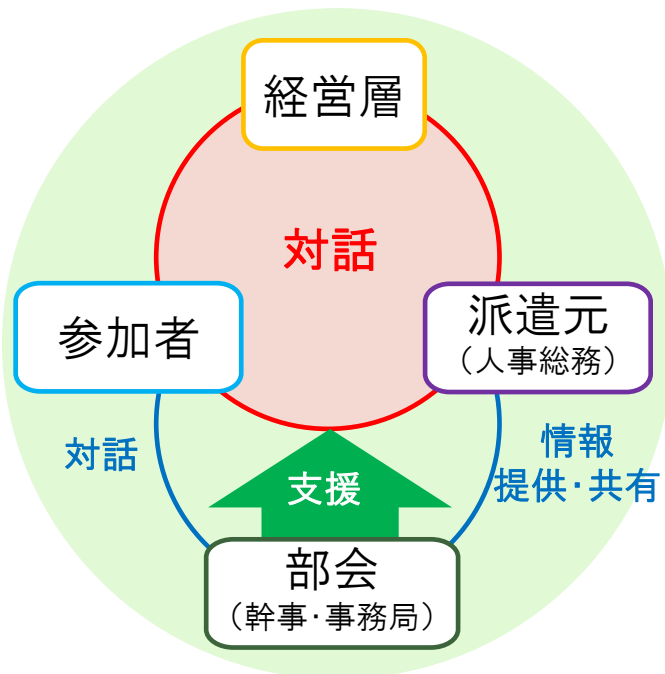 経営層
対話
参加者
派遣元
（人事総務）
対話
情報
提供・共有
支援
部会
（幹事・事務局）